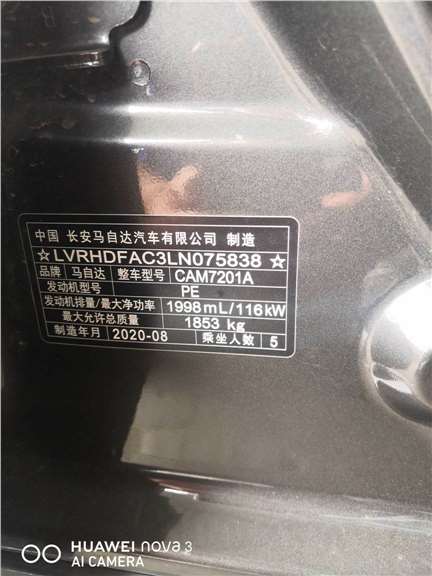 中国 长安马自达汽车有限公司 制造
☆LVRHDFAC3LN075838☆
品牌 马自达 整车型号 CAM7201A
发动机型号 PE
发动机排量/最大净功率 1998mL/116kW
最大允许总质量 1853 kg
制造年月 2020-08 乘坐人数 5
HUAWEI nova 3
AI CAMERA